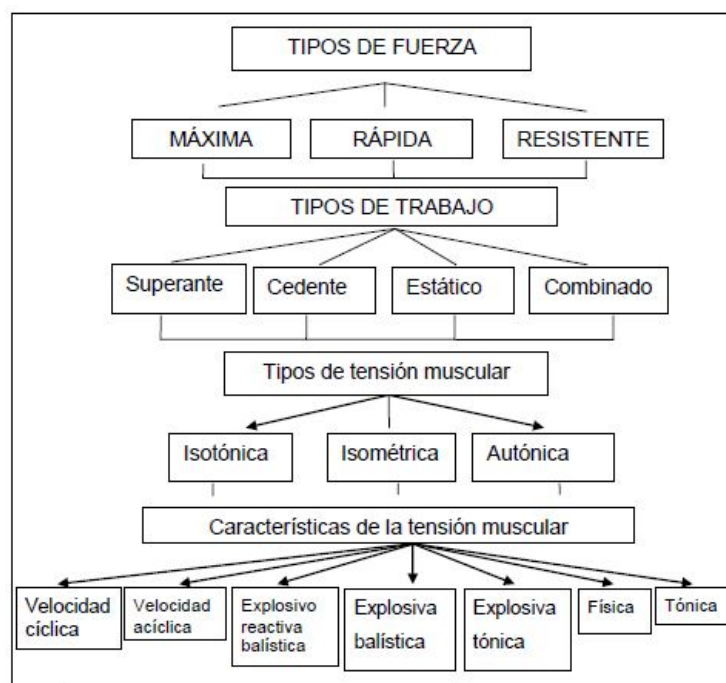 TIPOS DE FUERZA
MÁXIMA
RÁPIDA
RESISTENTE
TIPOS DE TRABAJO
Superante
Cedente
Estático
Combinado
Tipos de tensión muscular
Isotónica
Isométrica
Autónica
Características de la tensión muscular
Velocidad
cíclica
Velocidad
acíclica
Explosivo
reactiva
balística
Explosiva
balística
Explosiva
tónica
Física
Tónica